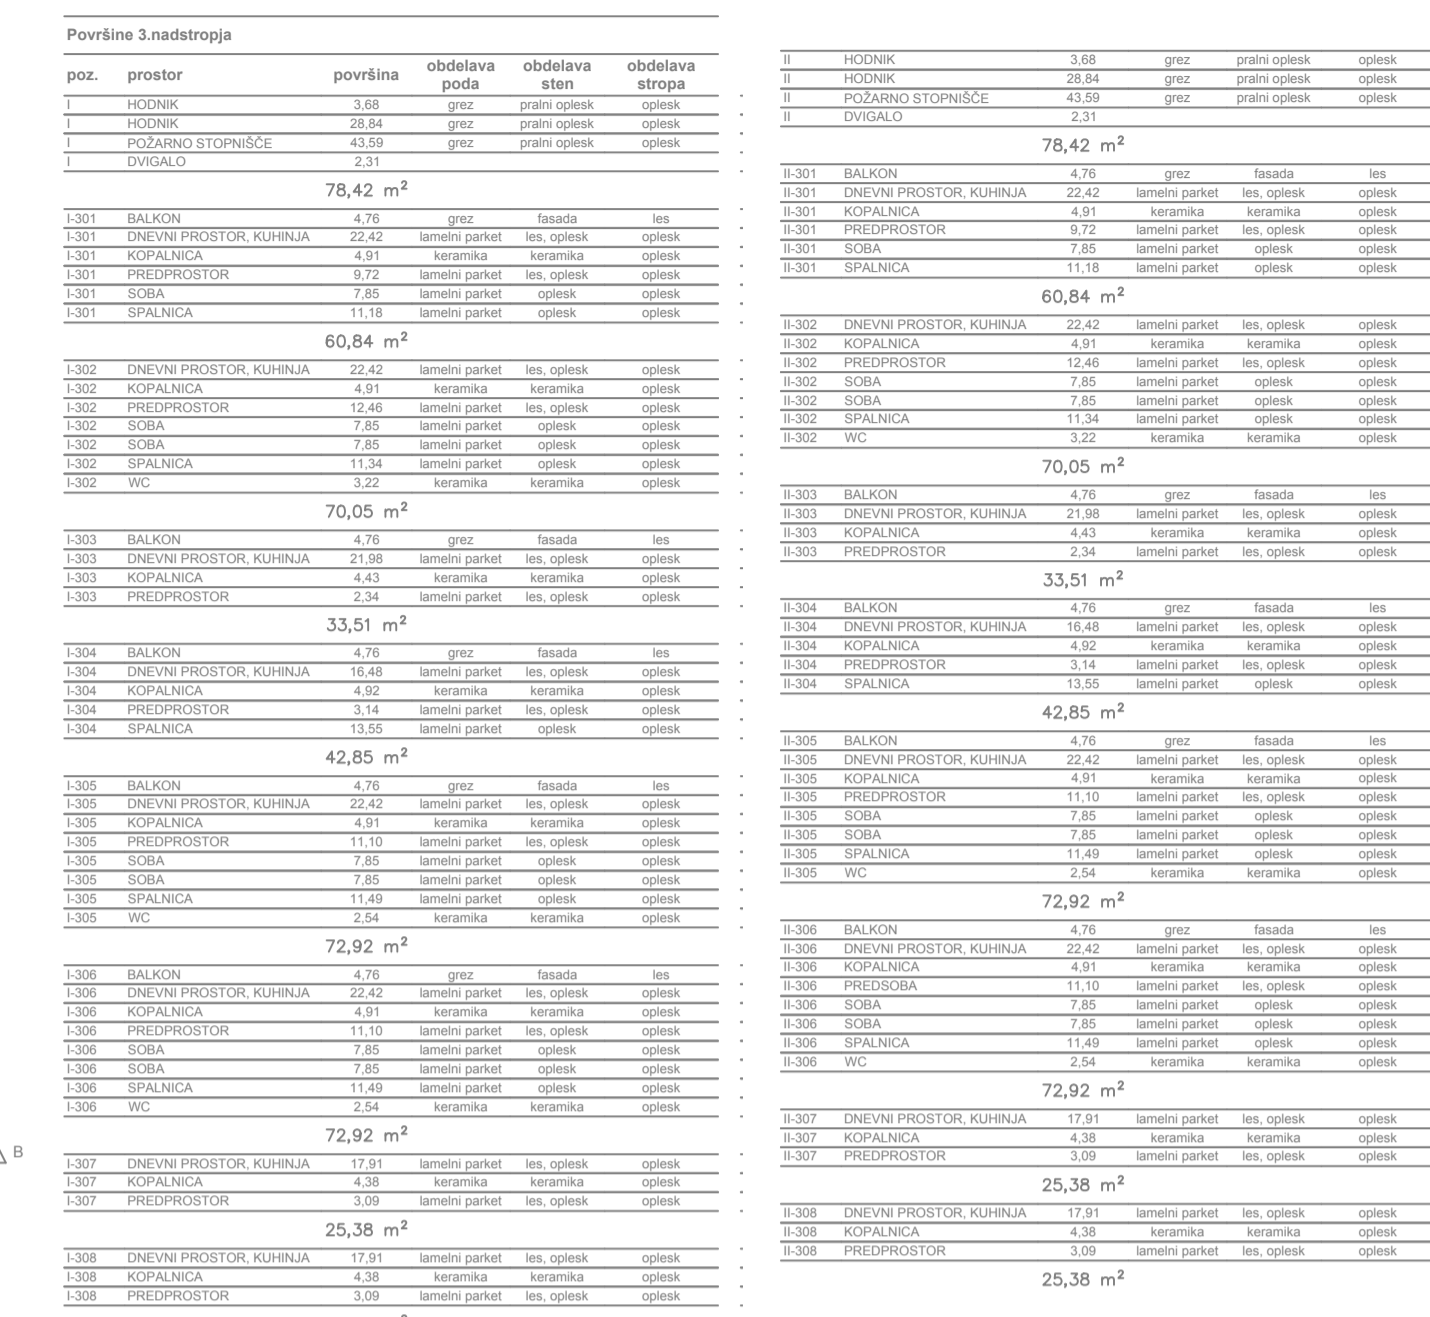 Površine 3.nadstropja
poz. prostor površina obdelava poda obdelava sten obdelava stropa
I HODNIK 3,68 grez pralni oplesk oplesk
I HODNIK 28,84 grez pralni oplesk oplesk
I POŽARNO STOPNIŠČE 43,59 grez pralni oplesk oplesk
I DVIGALO 2,31
78,42 m²
I-301 BALKON 4,76 grez fasada les
I-301 DNEVNI PROSTOR, KUHINJA 22,42 lamelni parket les, oplesk oplesk
I-301 KOPALNICA 4,91 keramika keramika oplesk
I-301 PREDPROSTOR 9,72 lamelni parket les, oplesk oplesk
I-301 SOBA 7,85 lamelni parket oplesk oplesk
I-301 SPALNICA 11,18 lamelni parket oplesk oplesk
60,84 m²
I-302 DNEVNI PROSTOR, KUHINJA 22,42 lamelni parket les, oplesk oplesk
I-302 KOPALNICA 4,91 keramika keramika oplesk
I-302 PREDPROSTOR 12,46 lamelni parket les, oplesk oplesk
I-302 SOBA 7,85 lamelni parket oplesk oplesk
I-302 SOBA 7,85 lamelni parket oplesk oplesk
I-302 SPALNICA 11,34 lamelni parket oplesk oplesk
I-302 WC 3,22 keramika keramika oplesk
70,05 m²
I-303 BALKON 4,76 grez fasada les
I-303 DNEVNI PROSTOR, KUHINJA 21,98 lamelni parket les, oplesk oplesk
I-303 KOPALNICA 4,43 keramika keramika oplesk
I-303 PREDPROSTOR 2,34 lamelni parket les, oplesk oplesk
33,51 m²
I-304 BALKON 4,76 grez fasada les
I-304 DNEVNI PROSTOR, KUHINJA 16,48 lamelni parket les, oplesk oplesk
I-304 KOPALNICA 4,92 keramika keramika oplesk
I-304 PREDPROSTOR 3,14 lamelni parket les, oplesk oplesk
I-304 SPALNICA 13,55 lamelni parket oplesk oplesk
42,85 m²
I-305 BALKON 4,76 grez fasada les
I-305 DNEVNI PROSTOR, KUHINJA 22,42 lamelni parket les, oplesk oplesk
I-305 KOPALNICA 4,91 keramika keramika oplesk
I-305 PREDPROSTOR 11,10 lamelni parket les, oplesk oplesk
I-305 SOBA 7,85 lamelni parket oplesk oplesk
I-305 SOBA 7,85 lamelni parket oplesk oplesk
I-305 SPALNICA 11,49 lamelni parket oplesk oplesk
I-305 WC 2,54 keramika keramika oplesk
72,92 m²
I-306 BALKON 4,76 grez fasada les
I-306 DNEVNI PROSTOR, KUHINJA 22,42 lamelni parket les, oplesk oplesk
I-306 KOPALNICA 4,91 keramika keramika oplesk
I-306 PREDPROSTOR 11,10 lamelni parket les, oplesk oplesk
I-306 SOBA 7,85 lamelni parket oplesk oplesk
I-306 SOBA 7,85 lamelni parket oplesk oplesk
I-306 SPALNICA 11,49 lamelni parket oplesk oplesk
I-306 WC 2,54 keramika keramika oplesk
72,92 m²
B
I-307 DNEVNI PROSTOR, KUHINJA 17,91 lamelni parket les, oplesk oplesk
I-307 KOPALNICA 4,38 keramika keramika oplesk
I-307 PREDPROSTOR 3,09 lamelni parket les, oplesk oplesk
25,38 m²
I-308 DNEVNI PROSTOR, KUHINJA 17,91 lamelni parket les, oplesk oplesk
I-308 KOPALNICA 4,38 keramika keramika oplesk
I-308 PREDPROSTOR 3,09 lamelni parket les, oplesk oplesk
II HODNIK 3,68 grez pralni oplesk oplesk
II HODNIK 28,84 grez pralni oplesk oplesk
II POŽARNO STOPNIŠČE 43,59 grez pralni oplesk oplesk
II DVIGALO 2,31
78,42 m²
II-301 BALKON 4,76 grez fasada les
II-301 DNEVNI PROSTOR, KUHINJA 22,42 lamelni parket les, oplesk oplesk
II-301 KOPALNICA 4,91 keramika keramika oplesk
II-301 PREDPROSTOR 9,72 lamelni parket les, oplesk oplesk
II-301 SOBA 7,85 lamelni parket oplesk oplesk
II-301 SPALNICA 11,18 lamelni parket oplesk oplesk
60,84 m²
II-302 DNEVNI PROSTOR, KUHINJA 22,42 lamelni parket les, oplesk oplesk
II-302 KOPALNICA 4,91 keramika keramika oplesk
II-302 PREDPROSTOR 12,46 lamelni parket les, oplesk oplesk
II-302 SOBA 7,85 lamelni parket oplesk oplesk
II-302 SOBA 7,85 lamelni parket oplesk oplesk
II-302 SPALNICA 11,34 lamelni parket oplesk oplesk
II-302 WC 3,22 keramika keramika oplesk
70,05 m²
II-303 BALKON 4,76 grez fasada les
II-303 DNEVNI PROSTOR, KUHINJA 21,98 lamelni parket les, oplesk oplesk
II-303 KOPALNICA 4,43 keramika keramika oplesk
II-303 PREDPROSTOR 2,34 lamelni parket les, oplesk oplesk
33,51 m²
II-304 BALKON 4,76 grez fasada les
II-304 DNEVNI PROSTOR, KUHINJA 16,48 lamelni parket les, oplesk oplesk
II-304 KOPALNICA 4,92 keramika keramika oplesk
II-304 PREDPROSTOR 3,14 lamelni parket les, oplesk oplesk
II-304 SPALNICA 13,55 lamelni parket oplesk oplesk
42,85 m²
II-305 BALKON 4,76 grez fasada les
II-305 DNEVNI PROSTOR, KUHINJA 22,42 lamelni parket les, oplesk oplesk
II-305 KOPALNICA 4,91 keramika keramika oplesk
II-305 PREDPROSTOR 11,10 lamelni parket les, oplesk oplesk
II-305 SOBA 7,85 lamelni parket oplesk oplesk
II-305 SOBA 7,85 lamelni parket oplesk oplesk
II-305 SPALNICA 11,49 lamelni parket oplesk oplesk
II-305 WC 2,54 keramika keramika oplesk
72,92 m²
II-306 BALKON 4,76 grez fasada les
II-306 DNEVNI PROSTOR, KUHINJA 22,42 lamelni parket les, oplesk oplesk
II-306 KOPALNICA 4,91 keramika keramika oplesk
II-306 PREDSOBA 11,10 lamelni parket les, oplesk oplesk
II-306 SOBA 7,85 lamelni parket oplesk oplesk
II-306 SOBA 7,85 lamelni parket oplesk oplesk
II-306 SPALNICA 11,49 lamelni parket oplesk oplesk
II-306 WC 2,54 keramika keramika oplesk
72,92 m²
II-307 DNEVNI PROSTOR, KUHINJA 17,91 lamelni parket les, oplesk oplesk
II-307 KOPALNICA 4,38 keramika keramika oplesk
II-307 PREDPROSTOR 3,09 lamelni parket les, oplesk oplesk
25,38 m²
II-308 DNEVNI PROSTOR, KUHINJA 17,91 lamelni parket les, oplesk oplesk
II-308 KOPALNICA 4,38 keramika keramika oplesk
II-308 PREDPROSTOR 3,09 lamelni parket les, oplesk oplesk
25,38 m²